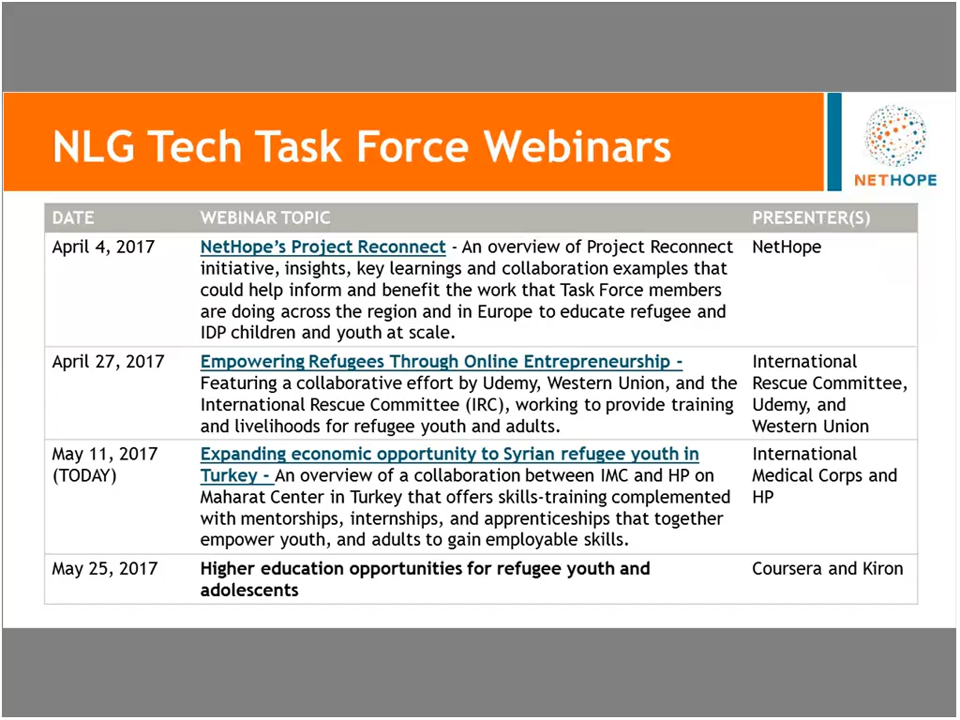 NLG Tech Task Force Webinars
NETHOPE
DATE WEBINAR TOPIC PRESENTER(S)
April 4, 2017 NetHope's Project Reconnect - An overview of Project Reconnect NetHope
initiative, insights, key learnings and collaboration examples that
could help inform and benefit the work that Task Force members
are doing across the region and in Europe to educate refugee and
IDP children and youth at scale.
April 27, 2017 Empowering Refugees Through Online Entrepreneurship - International
Featuring a collaborative effort by Udemy, Western Union, and the Rescue Committee,
International Rescue Committee (IRC), working to provide training Udemy, and
and livelihoods for refugee youth and adults. Western Union
May 11, 2017 Expanding economic opportunity to Syrian refugee youth in International
(TODAY) Turkey - An overview of a collaboration between IMC and HP on Medical Corps and
Maharat Center in Turkey that offers skills-training complemented HP
with mentorships, internships, and apprenticeships that together
empower youth, and adults to gain employable skills.
May 25, 2017 Higher education opportunities for refugee youth and Coursera and Kiron
adolescents